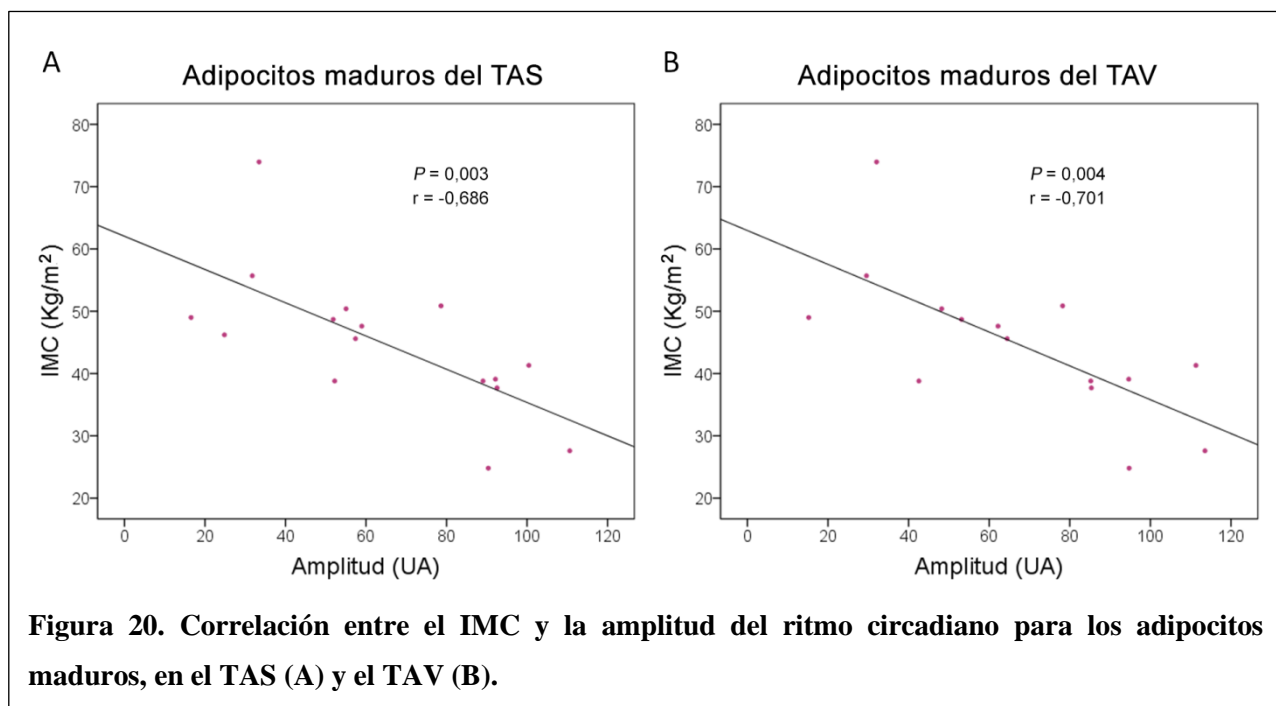 A
Adipocitos maduros del TAS
80
70
60
50
40
30
20
IMC (Kg/m²)
P = 0,003
r = -0,686
0 20 40 60 80 100 120
Amplitud (UA)
B
Adipocitos maduros del TAV
80
70
60
50
40
30
20
IMC (Kg/m²)
P = 0,004
r = -0,701
0 20 40 60 80 100 120
Amplitud (UA)
Figura 20. Correlación entre el IMC y la amplitud del ritmo circadiano para los adipocitos
maduros, en el TAS (A) y el TAV (B).